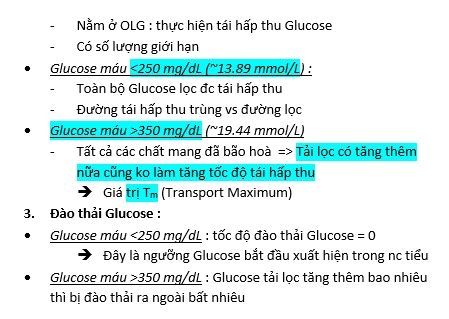 - Nằm ở OLG : thực hiện tái hấp thu Glucose
- Có số lượng giới hạn
• Glucose máu <250 mg/dL (~13.89 mmol/L) :
- Toàn bộ Glucose lọc đc tái hấp thu
- Đường tái hấp thu trùng vs đường lọc
• Glucose máu >350 mg/dL (~19.44 mmol/L)
- Tất cả các chất mang đã bão hoà => Tải lọc có tăng thêm
nữa cũng ko làm tăng tốc độ tái hấp thu
➔ Giá trị Tm (Transport Maximum)
3. Đào thải Glucose :
• Glucose máu <250 mg/dL : tốc độ đào thải Glucose = 0
➔ Đây là ngưỡng Glucose bắt đầu xuất hiện trong nc tiểu
• Glucose máu >350 mg/dL : Glucose tải lọc tăng thêm bao nhiêu
thì bị đào thải ra ngoài bất nhiêu